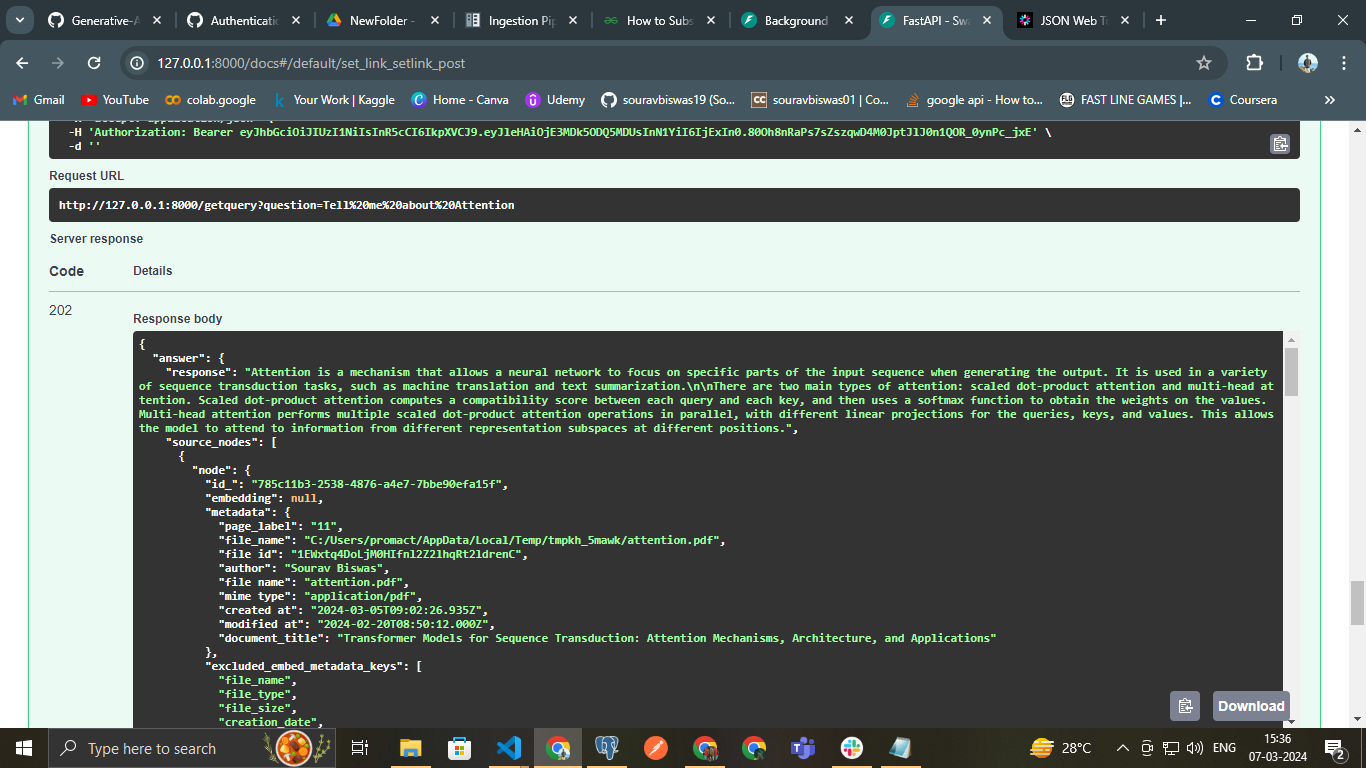 Generative-A
Authenticatio
NewFolder -
Ingestion Pip
How to Subs
Background
FastAPI - Swa
JSON Web To
127.0.0.1:8000/docs#/default/set_link_setlink_post
Gmail
YouTube
colab.google
Your Work | Kaggle
Home - Canva
Udemy
souravbiswas19 (So...
souravbiswas01 | Co...
google api - How to...
FAST LINE GAMES |...
Coursera
-H 'Authorization: Bearer eyJhbGciOiJIUzI1NiIsInR5cCI6IkpXVCJ9.eyJleHAiOjE3MDk5ODQ5MDUsInN1YiI6IjExIn0.80Oh8nRaPs7sZszqwD4M0JptJlJ0n1QOR_0ynPc_jxE' \
-d ''
Request URL
http://127.0.0.1:8000/getquery?question=Tell%20me%20about%20Attention
Server response
Code
Details
202
Response body
{
"answer": {
"response": "Attention is a mechanism that allows a neural network to focus on specific parts of the input sequence when generating the output. It is used in a variety
of sequence transduction tasks, such as machine translation and text summarization.\n\nThere are two main types of attention: scaled dot-product attention and multi-head at
tention. Scaled dot-product attention computes a compatibility score between each query and each key, and then uses a softmax function to obtain the weights on the values.
Multi-head attention performs multiple scaled dot-product attention operations in parallel, with different linear projections for the queries, keys, and values. This allows
the model to attend to information from different representation subspaces at different positions.",
"source_nodes": [
{
"node": {
"id_": "785c11b3-2538-4876-a4e7-7bbe90efa15f",
"embedding": null,
"metadata": {
"page_label": "11",
"file_name": "C:/Users/promact/AppData/Local/Temp/tmpkh_5mawk/attention.pdf",
"file id": "1EWxtq4DoLjM0HIfnl2Z2lhqRt2ldrenC",
"author": "Sourav Biswas",
"file name": "attention.pdf",
"mime type": "application/pdf",
"created at": "2024-03-05T09:02:26.935Z",
"modified at": "2024-02-20T08:50:12.000Z",
"document_title": "Transformer Models for Sequence Transduction: Attention Mechanisms, Architecture, and Applications"
},
"excluded_embed_metadata_keys": [
"file_name",
"file_type",
"file_size",
"creation_date",
Download
Type here to search
28°C
ENG
15:36
07-03-2024
2